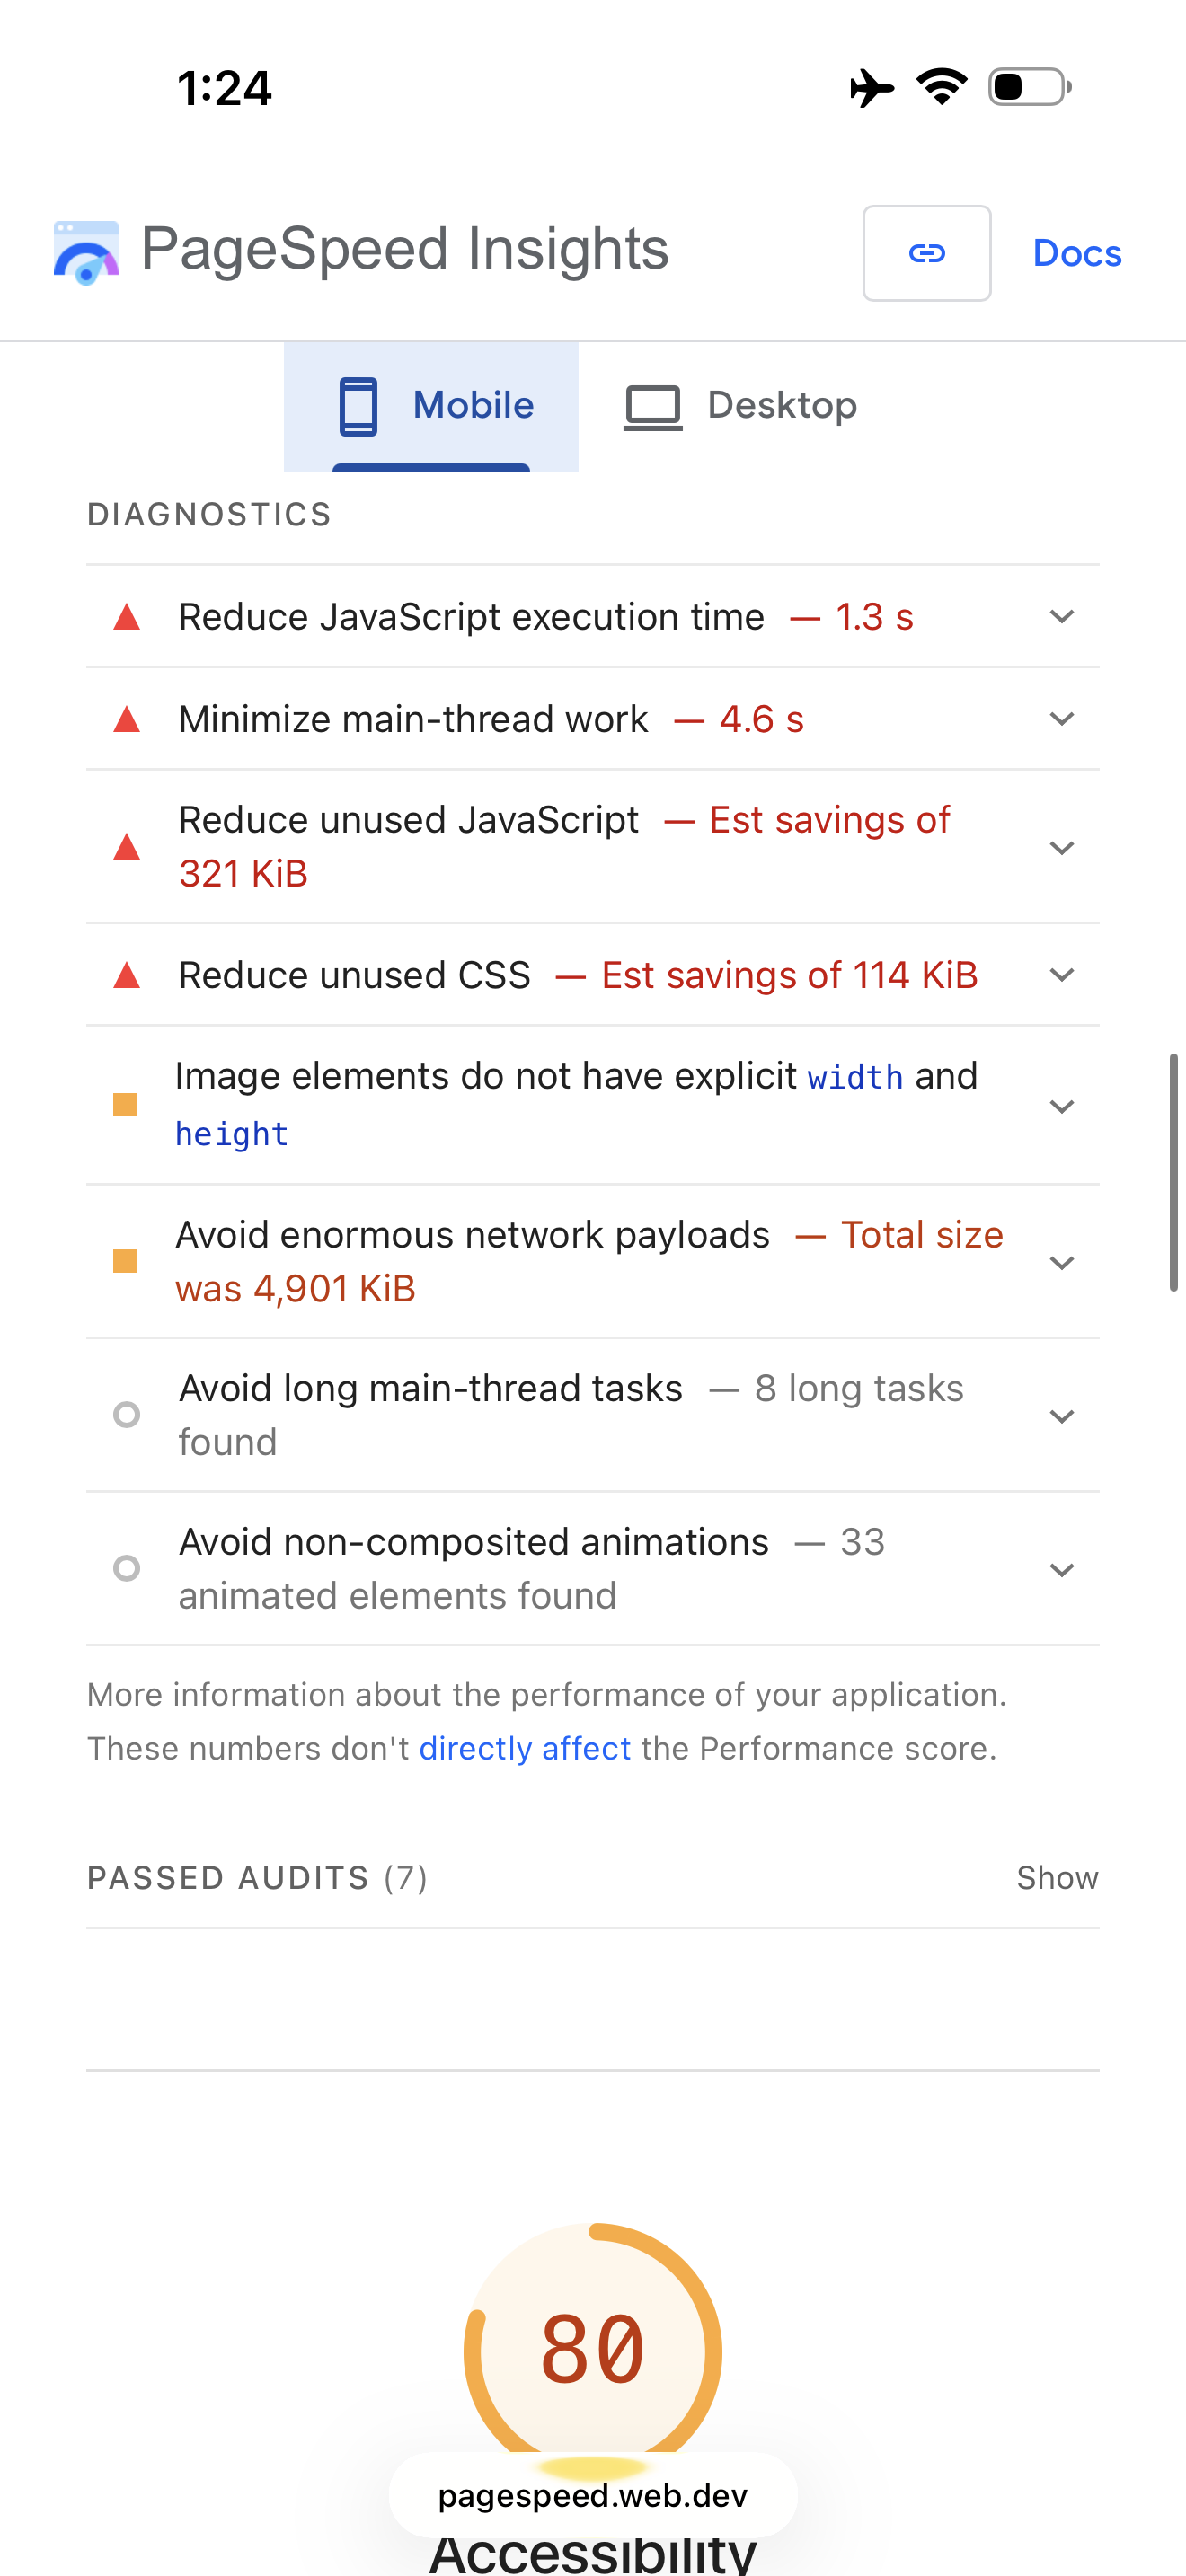 1:24
PageSpeed Insights
Docs
Mobile
Desktop
DIAGNOSTICS
Reduce JavaScript execution time — 1.3 s
Minimize main-thread work — 4.6 s
Reduce unused JavaScript — Est savings of
321 KiB
Reduce unused CSS — Est savings of 114 KiB
Image elements do not have explicit width and
height
Avoid enormous network payloads — Total size
was 4,901 KiB
Avoid long main-thread tasks — 8 long tasks
found
Avoid non-composited animations — 33
animated elements found
More information about the performance of your application.
These numbers don't directly affect the Performance score.
PASSED AUDITS (7)
Show
80
pagespeed.web.dev
Accessibility